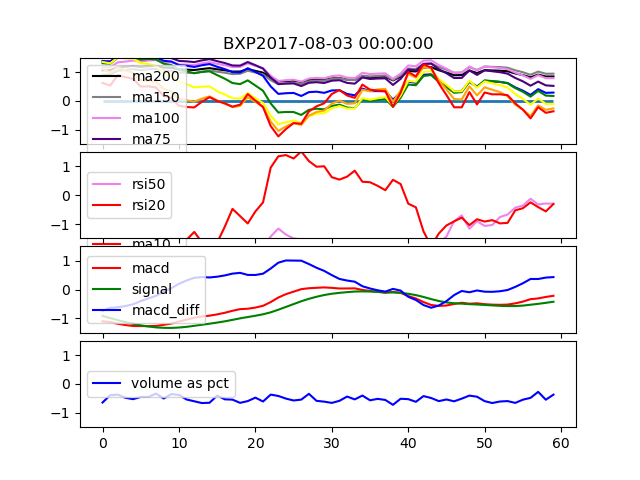 BXP2017-08-03 00:00:00
1
0
−1
ma200
ma150
ma100
ma75
1
0
−1
rsi50
rsi20
ma10
1
0
−1
macd
signal
macd_diff
1
0
−1
volume as pct
0 10 20 30 40 50 60